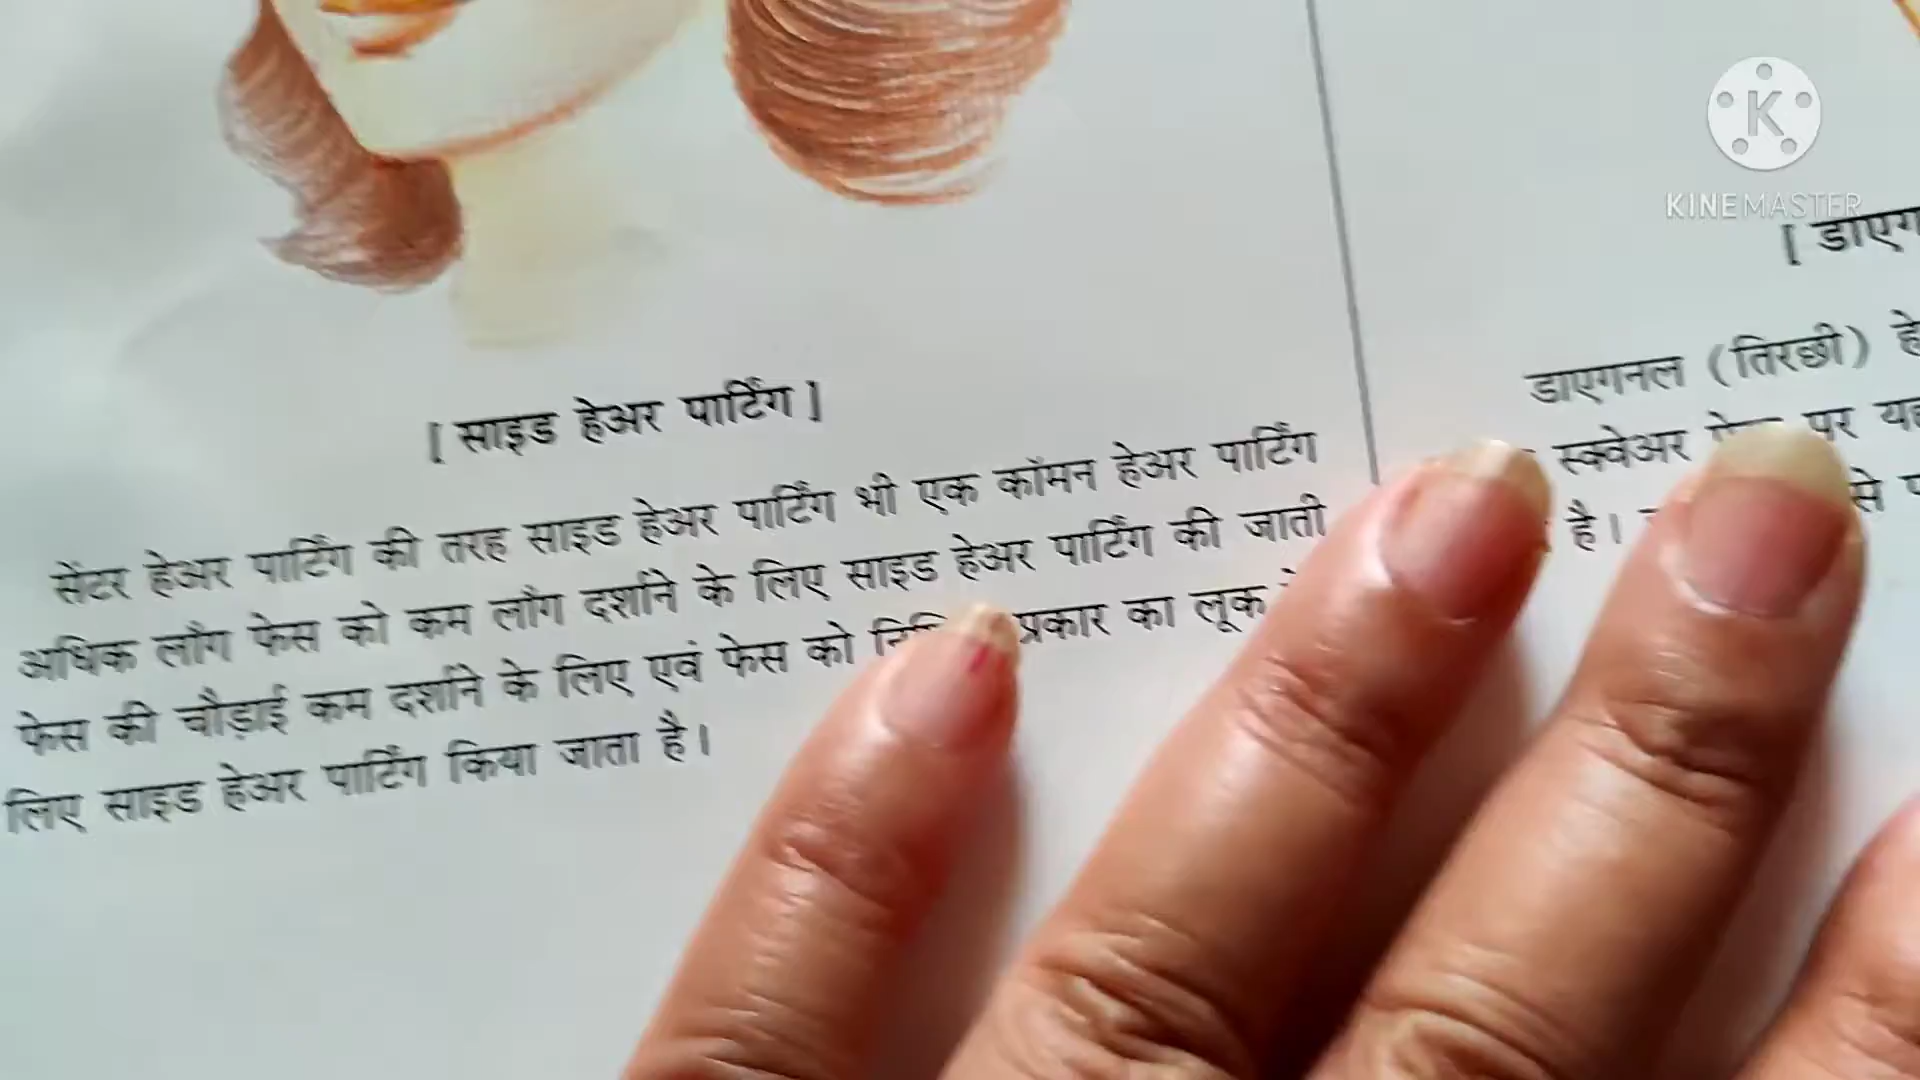 [ साइड हेअर पार्टिंग ]
सेंटर हेअर पार्टिंग की तरह साइड हेअर पार्टिंग भी एक कॉमन हेअर पार्टिंग
अधिक लाँग फेस को कम लाँग दर्शाने के लिए साइड हेअर पार्टिंग की जाती
फेस की चौड़ाई कम दर्शाने के लिए एवं फेस को प्रकार का लूक
लिए साइड हेअर पार्टिंग किया जाता है।
डाएगनल (तिरछी)
स्क्वेअर पर
है। से
KINEMASTER